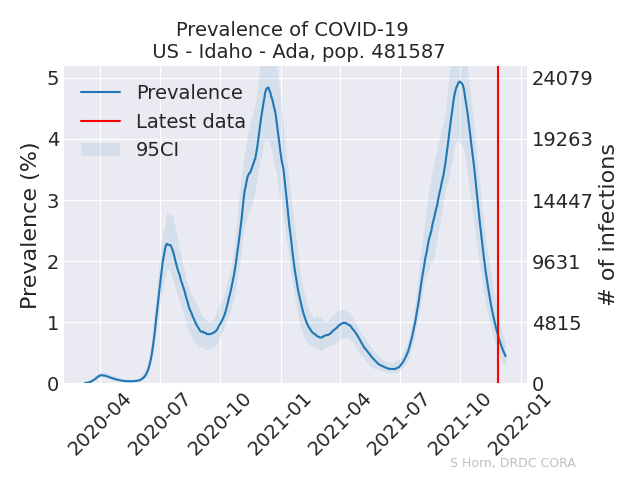 Prevalence of COVID-19
US - Idaho - Ada, pop. 481587
Prevalence
Latest data
95CI
Prevalence (%)
5
4
3
2
1
0
24079
19263
14447
9631
4815
0
# of infections
2020-04
2020-07
2020-10
2021-01
2021-04
2021-07
2021-10
2022-01
S Horn, DRDC CORA